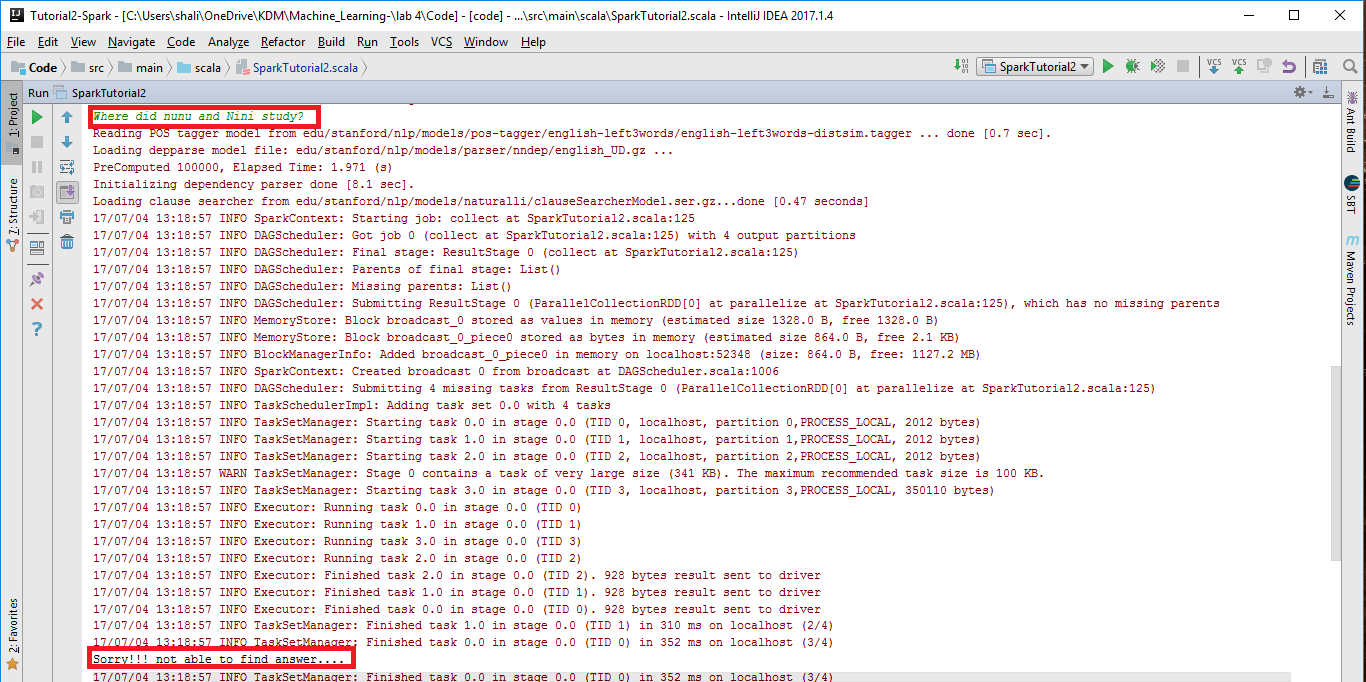 Tutorial2-Spark - [C:\Users\shali\OneDrive\KDM\Machine_Learning-\lab 4\Code] - [code] - ...\src\main\scala\SparkTutorial2.scala - IntelliJ IDEA 2017.1.4
File Edit View Navigate Code Analyze Refactor Build Run Tools VCS Window Help
Code src main scala SparkTutorial2.scala SparkTutorial2 VCS VCS
Run SparkTutorial2
1: Project
7: Structure
2: Favorites
Where did nunu and Nini study?
Reading POS tagger model from edu/stanford/nlp/models/pos-tagger/english-left3words/english-left3words-distsim.tagger ... done [0.7 sec].
Loading depparse model file: edu/stanford/nlp/models/parser/nndep/english_UD.gz ...
PreComputed 100000, Elapsed Time: 1.971 (s)
Initializing dependency parser done [8.1 sec].
Loading clause searcher from edu/stanford/nlp/models/naturalli/clauseSearcherModel.ser.gz...done [0.47 seconds]
17/07/04 13:18:57 INFO SparkContext: Starting job: collect at SparkTutorial2.scala:125
17/07/04 13:18:57 INFO DAGScheduler: Got job 0 (collect at SparkTutorial2.scala:125) with 4 output partitions
17/07/04 13:18:57 INFO DAGScheduler: Final stage: ResultStage 0 (collect at SparkTutorial2.scala:125)
17/07/04 13:18:57 INFO DAGScheduler: Parents of final stage: List()
17/07/04 13:18:57 INFO DAGScheduler: Missing parents: List()
17/07/04 13:18:57 INFO DAGScheduler: Submitting ResultStage 0 (ParallelCollectionRDD[0] at parallelize at SparkTutorial2.scala:125), which has no missing parents
17/07/04 13:18:57 INFO MemoryStore: Block broadcast_0 stored as values in memory (estimated size 1328.0 B, free 1328.0 B)
17/07/04 13:18:57 INFO MemoryStore: Block broadcast_0_piece0 stored as bytes in memory (estimated size 864.0 B, free 2.1 KB)
17/07/04 13:18:57 INFO BlockManagerInfo: Added broadcast_0_piece0 in memory on localhost:52348 (size: 864.0 B, free: 1127.2 MB)
17/07/04 13:18:57 INFO SparkContext: Created broadcast 0 from broadcast at DAGScheduler.scala:1006
17/07/04 13:18:57 INFO DAGScheduler: Submitting 4 missing tasks from ResultStage 0 (ParallelCollectionRDD[0] at parallelize at SparkTutorial2.scala:125)
17/07/04 13:18:57 INFO TaskSchedulerImpl: Adding task set 0.0 with 4 tasks
17/07/04 13:18:57 INFO TaskSetManager: Starting task 0.0 in stage 0.0 (TID 0, localhost, partition 0,PROCESS_LOCAL, 2012 bytes)
17/07/04 13:18:57 INFO TaskSetManager: Starting task 1.0 in stage 0.0 (TID 1, localhost, partition 1,PROCESS_LOCAL, 2012 bytes)
17/07/04 13:18:57 INFO TaskSetManager: Starting task 2.0 in stage 0.0 (TID 2, localhost, partition 2,PROCESS_LOCAL, 2012 bytes)
17/07/04 13:18:57 WARN TaskSetManager: Stage 0 contains a task of very large size (341 KB). The maximum recommended task size is 100 KB.
17/07/04 13:18:57 INFO TaskSetManager: Starting task 3.0 in stage 0.0 (TID 3, localhost, partition 3,PROCESS_LOCAL, 350110 bytes)
17/07/04 13:18:57 INFO Executor: Running task 0.0 in stage 0.0 (TID 0)
17/07/04 13:18:57 INFO Executor: Running task 1.0 in stage 0.0 (TID 1)
17/07/04 13:18:57 INFO Executor: Running task 3.0 in stage 0.0 (TID 3)
17/07/04 13:18:57 INFO Executor: Running task 2.0 in stage 0.0 (TID 2)
17/07/04 13:18:57 INFO Executor: Finished task 2.0 in stage 0.0 (TID 2). 928 bytes result sent to driver
17/07/04 13:18:57 INFO Executor: Finished task 1.0 in stage 0.0 (TID 1). 928 bytes result sent to driver
17/07/04 13:18:57 INFO Executor: Finished task 0.0 in stage 0.0 (TID 0). 928 bytes result sent to driver
17/07/04 13:18:57 INFO TaskSetManager: Finished task 1.0 in stage 0.0 (TID 1) in 310 ms on localhost (2/4)
17/07/04 13:18:57 INFO TaskSetManager: Finished task 0.0 in stage 0.0 (TID 0) in 352 ms on localhost (3/4)
Sorry!!! not able to find answer....
17/07/04 13:18:57 INFO TaskSetManager: Finished task 0.0 in stage 0.0 (TID 0) in 352 ms on localhost (3/4)
Ant Build
SBT
Maven Projects